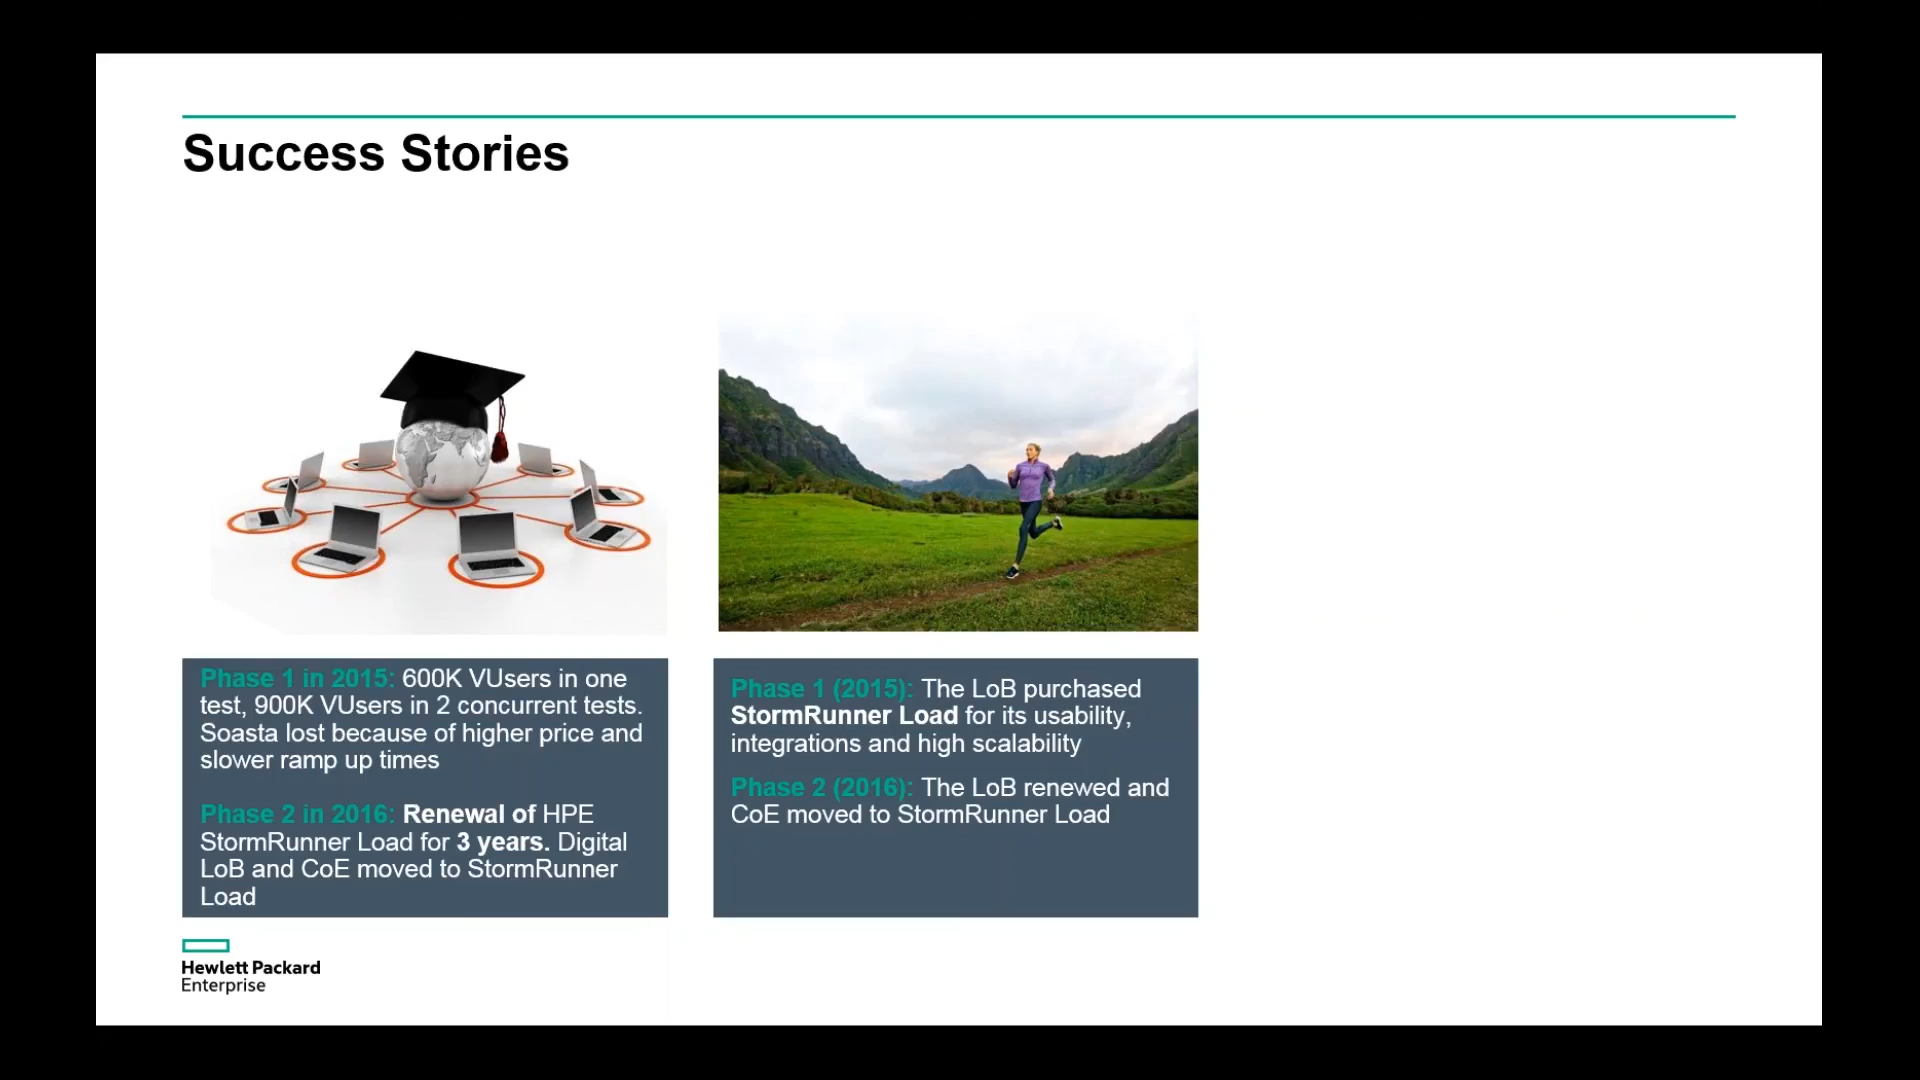 Success Stories
Phase 1 in 2015: 600K VUsers in one
test, 900K VUsers in 2 concurrent tests.
Soasta lost because of higher price and
slower ramp up times
Phase 2 in 2016: Renewal of HPE
StormRunner Load for 3 years. Digital
LoB and CoE moved to StormRunner
Load
Phase 1 (2015): The LoB purchased
StormRunner Load for its usability,
integrations and high scalability
Phase 2 (2016): The LoB renewed and
CoE moved to StormRunner Load
Hewlett Packard
Enterprise